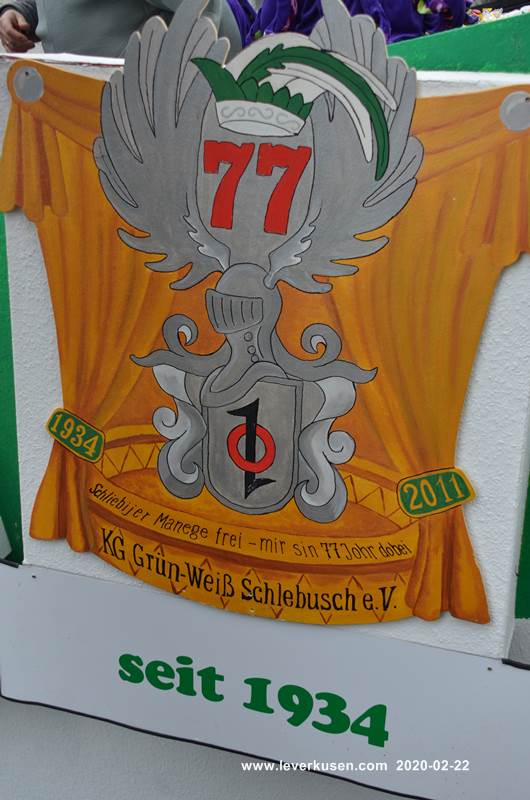 77
1934
2011
Schliebijer Manege frei - mir sin 77 Johr dobei
KG Grün-Weiß Schlebusch e.V.
seit 1934
www.leverkusen.com 2020-02-22